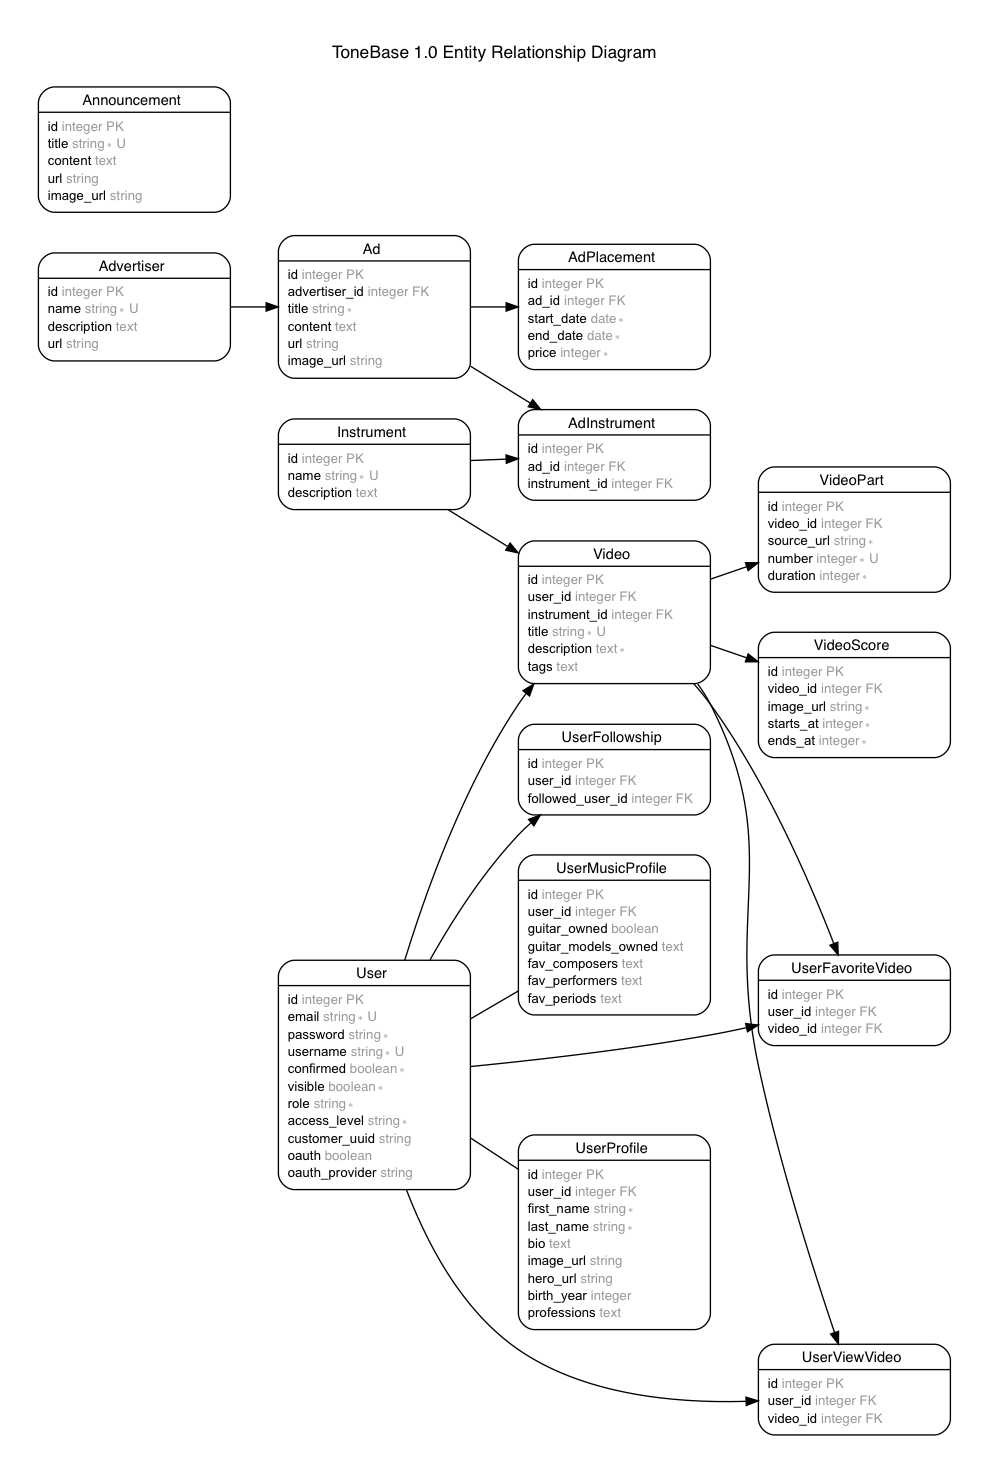 ToneBase 1.0 Entity Relationship Diagram
Announcement
id integer PK
title string * U
content text
url string
image_url string
Advertiser
id integer PK
name string * U
description text
url string
Ad
id integer PK
advertiser_id integer FK
title string *
content text
url string
image_url string
AdPlacement
id integer PK
ad_id integer FK
start_date date *
end_date date *
price integer *
Instrument
id integer PK
name string * U
description text
AdInstrument
id integer PK
ad_id integer FK
instrument_id integer FK
Video
id integer PK
user_id integer FK
instrument_id integer FK
title string * U
description text *
tags text
VideoPart
id integer PK
video_id integer FK
source_url string *
number integer * U
duration integer *
VideoScore
id integer PK
video_id integer FK
image_url string *
starts_at integer *
ends_at integer *
UserFollowship
id integer PK
user_id integer FK
followed_user_id integer FK
UserMusicProfile
id integer PK
user_id integer FK
guitar_owned boolean
guitar_models_owned text
fav_composers text
fav_performers text
fav_periods text
User
id integer PK
email string * U
password string *
username string * U
confirmed boolean *
visible boolean *
role string *
access_level string *
customer_uuid string
oauth boolean
oauth_provider string
UserFavoriteVideo
id integer PK
user_id integer FK
video_id integer FK
UserProfile
id integer PK
user_id integer FK
first_name string *
last_name string *
bio text
image_url string
hero_url string
birth_year integer
professions text
UserViewVideo
id integer PK
user_id integer FK
video_id integer FK